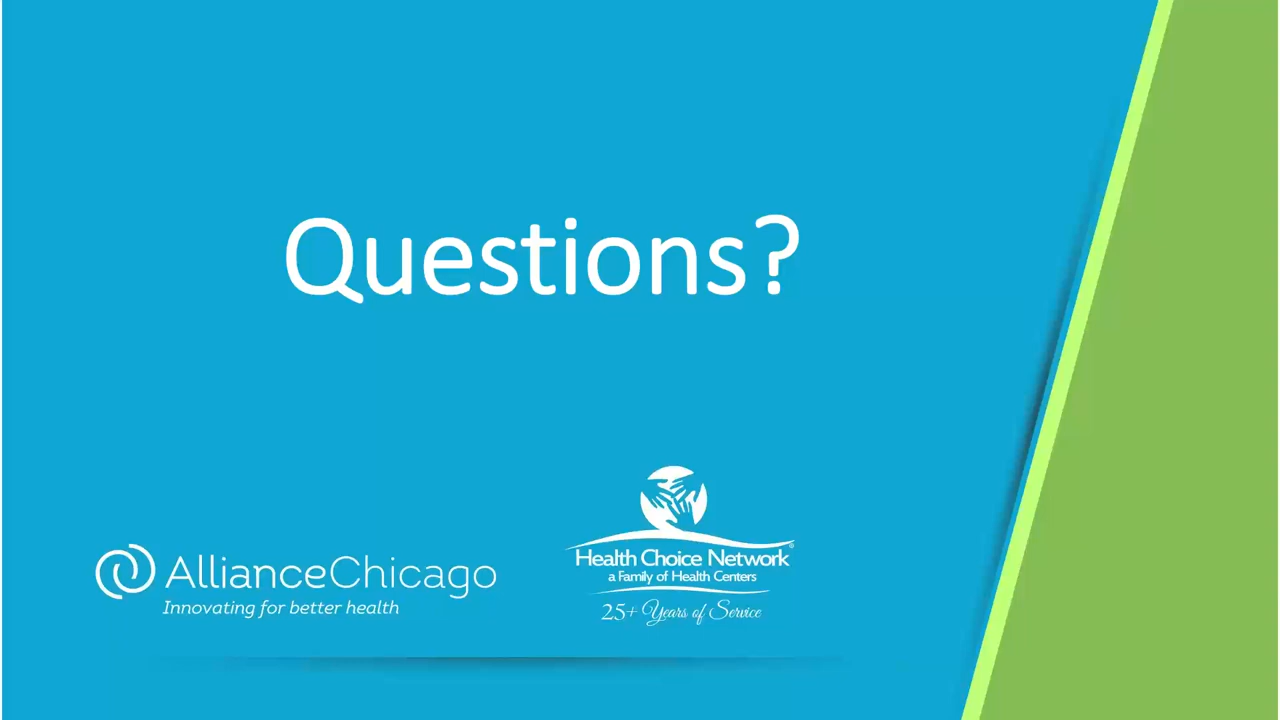 Questions?
AllianceChicago
Innovating for better health
Health Choice Network®
a Family of Health Centers
25+ Years of Service